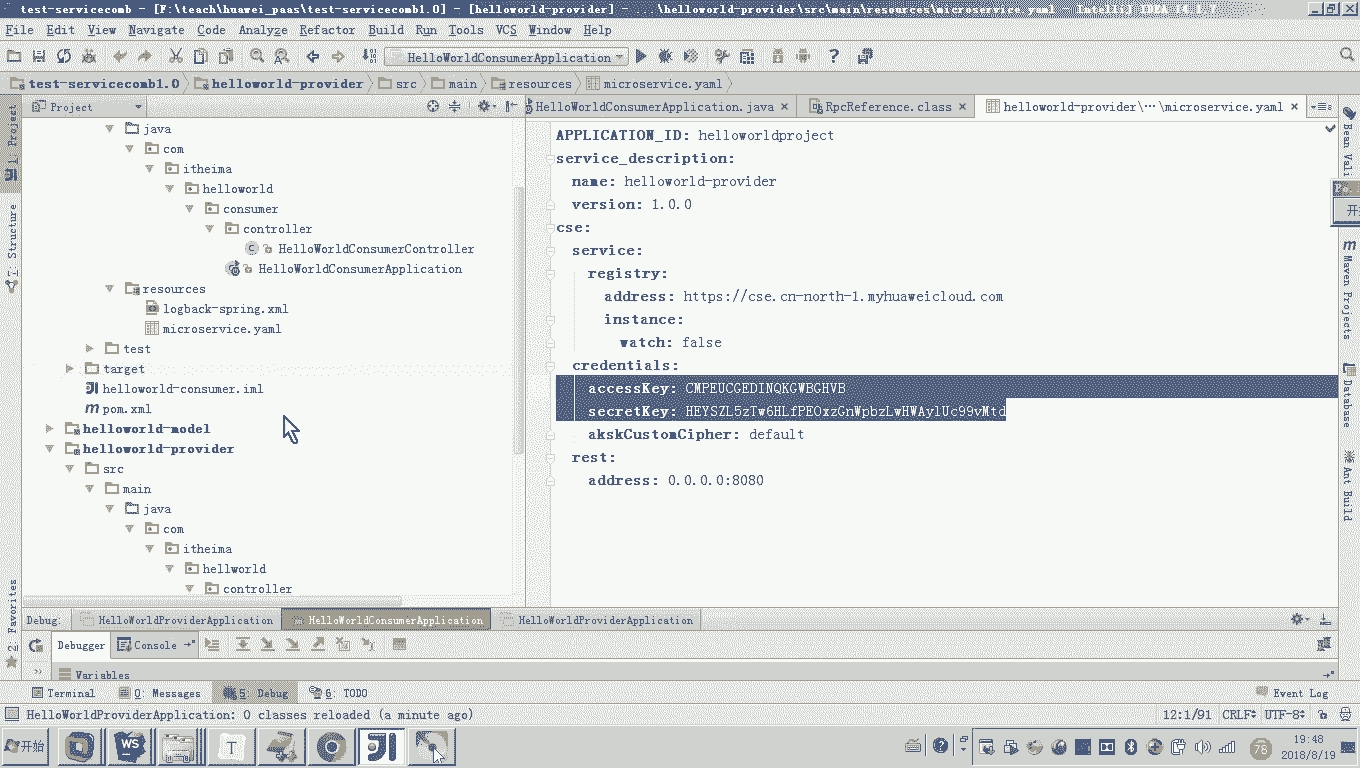 test-servicecomb - [F:\teach\huawei_paas\test-servicecomb1.0] - [helloworld-provider] - ...\helloworld-provider\src\main\resources\microservice.yaml - IntelliJ IDEA
File Edit View Navigate Code Analyze Refactor Build Run Tools VCS Window Help
HelloWorldConsumerApplication
test-servicecomb1.0 helloworld-provider src main resources microservice.yaml
Project
HelloWorldConsumerApplication.java RpcReference.class helloworld-provider\···\microservice.yaml
java
com
itheima
helloworld
consumer
controller
HelloWorldConsumerController
HelloWorldConsumerApplication
resources
logback-spring.xml
microservice.yaml
test
target
helloworld-consumer.iml
pom.xml
helloworld-model
helloworld-provider
src
main
java
com
itheima
hellworld
controller
APPLICATION_ID: helloworldproject
service_description:
name: helloworld-provider
version: 1.0.0
cse:
service:
registry:
address: https://cse.cn-north-1.myhuaweicloud.com
instance:
watch: false
credentials:
accessKey: CMPEUCGEDINQKGWBGHVB
secretKey: HEYSZL5zTw6HLfPEOxzGnWpbzLwHWAylUc99vMtd
akskCustomCipher: default
rest:
address: 0.0.0.0:8080
1: Project
7: Structure
2: Favorites
Bean Vali
Maven Projects
Database
Ant Build
Debug: HelloWorldProviderApplication HelloWorldConsumerApplication HelloWorldProviderApplication
Debugger Console
Variables
Terminal 0: Messages 5: Debug 6: TODO Event Log
HelloWorldProviderApplication: 0 classes reloaded (a minute ago)
12:1/91 CRLF UTF-8
开始
WS
T
78
19:48
2018/8/19